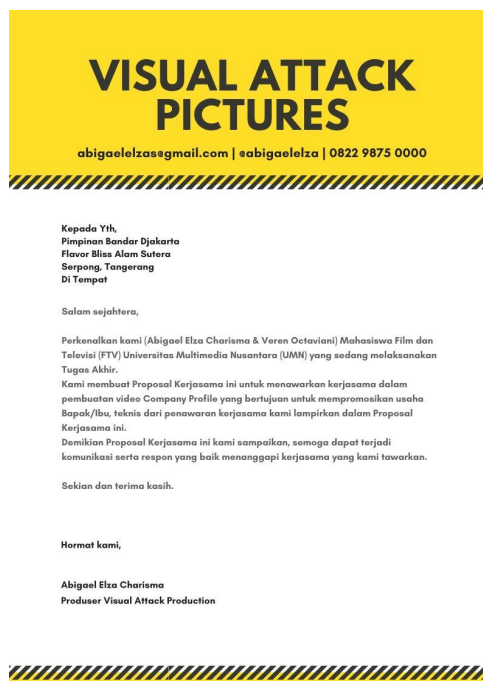 VISUAL ATTACK
PICTURES
abigaelelzas@gmail.com | @abigaelelza | 0822 9875 0000
Kepada Yth,
Pimpinan Bandar Djakarta
Flavor Bliss Alam Sutera
Serpong, Tangerang
Di Tempat
Salam sejahtera,
Perkenalkan kami (Abigael Elza Charisma & Veren Octaviani) Mahasiswa Film dan
Televisi (FTV) Universitas Multimedia Nusantara (UMN) yang sedang melaksanakan
Tugas Akhir.
Kami membuat Proposal Kerjasama ini untuk menawarkan kerjasama dalam
pembuatan video Company Profile yang bertujuan untuk mempromosikan usaha
Bapak/Ibu, teknis dari penawaran kerjasama kami lampirkan dalam Proposal
Kerjasama ini.
Demikian Proposal Kerjasama ini kami sampaikan, semoga dapat terjadi
komunikasi serta respon yang baik menanggapi kerjasama yang kami tawarkan.
Sekian dan terima kasih.
Hormat kami,
Abigael Elza Charisma
Produser Visual Attack Production